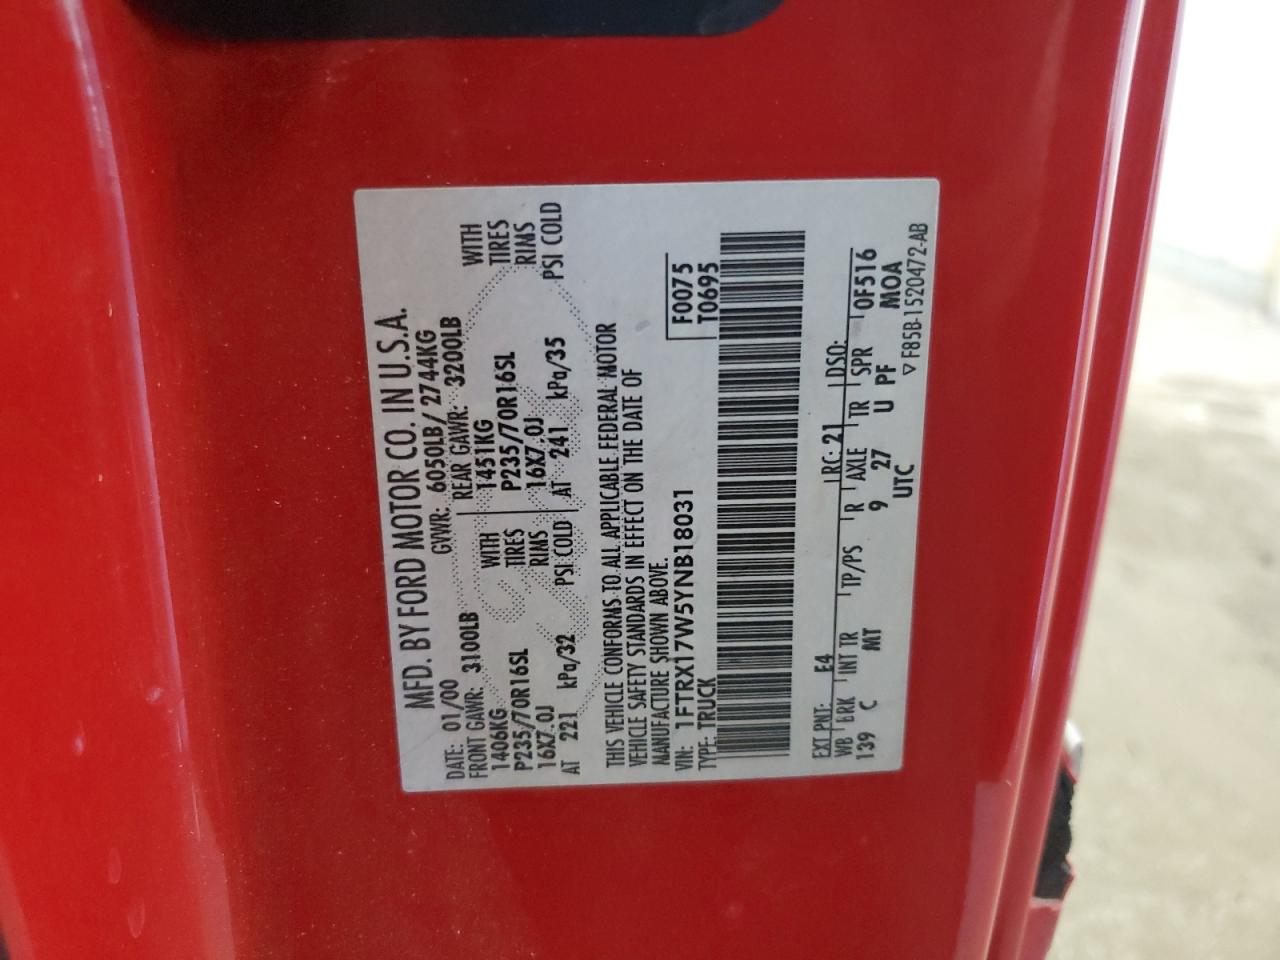 MFD. BY FORD MOTOR CO. IN U.S.A.
DATE: 01/00 GVWR: 6050LB/ 2744KG
FRONT GAWR: 3100LB REAR GAWR: 3200LB
1406KG WITH 1451KG WITH
P235/70R16SL TIRES P235/70R16SL TIRES
16X7.0J RIMS 16X7.0J RIMS
AT 221 kPa/32 PSI COLD AT 241 kPa/35 PSI COLD
THIS VEHICLE CONFORMS TO ALL APPLICABLE FEDERAL MOTOR
VEHICLE SAFETY STANDARDS IN EFFECT ON THE DATE OF
MANUFACTURE SHOWN ABOVE.
VIN: 1FTRX17W5YNB18031 F0075
TYPE: TRUCK T0695
EXT PNT: E4 RC: 21 DSO:
WB BRK INT TR TP/PS R AXLE TR SPR 0F516
139 C MT 9 27 U PF MOA
UTC
▽ F85B-1520472-AB